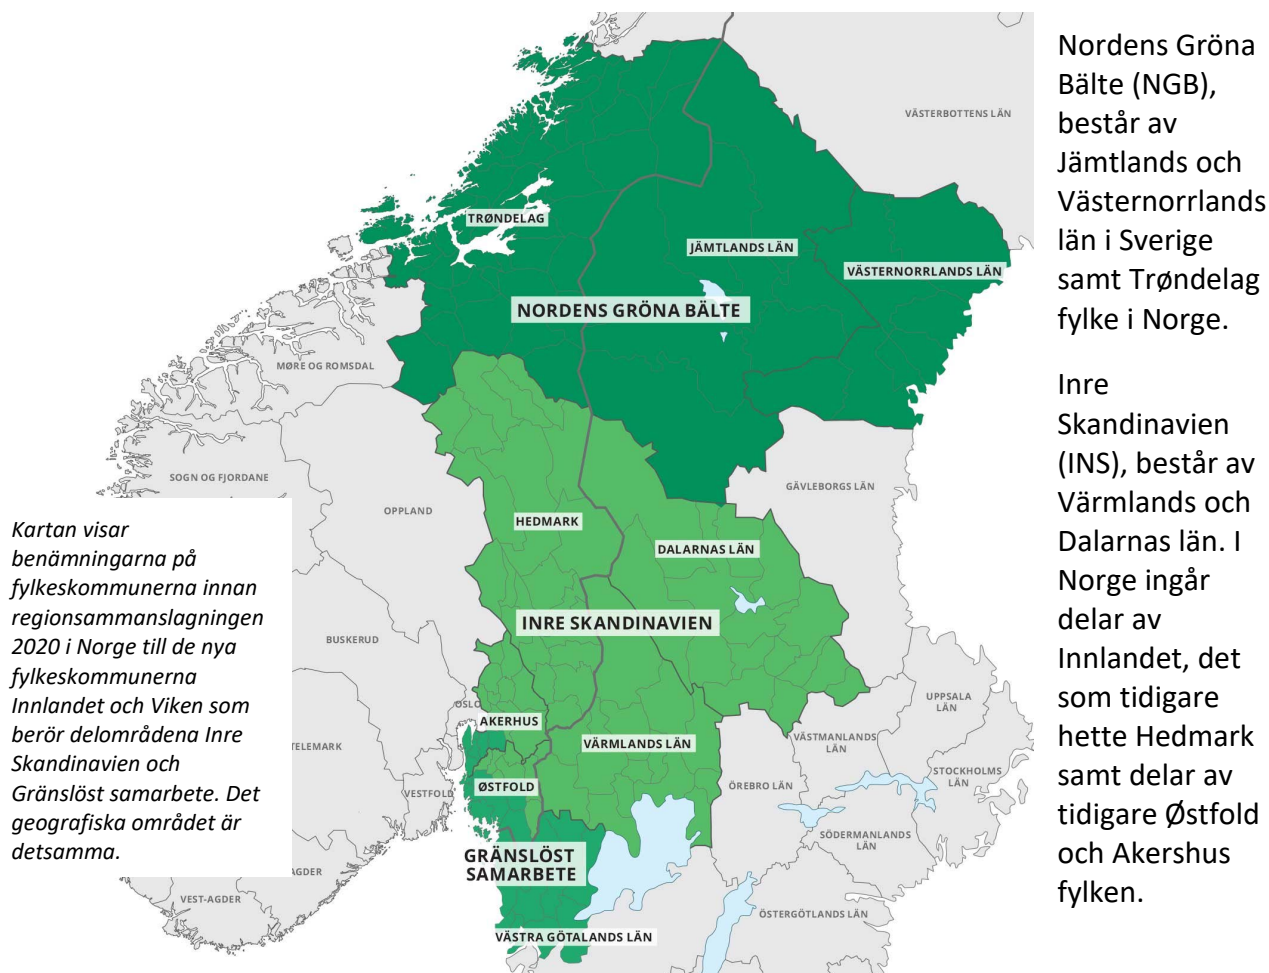 VÄSTERBOTTENS LÄN
TRØNDELAG
JÄMTLANDS LÄN
VÄSTERNORRLANDS LÄN
NORDENS GRÖNA BÄLTE
MØRE OG ROMSDAL
SOGN OG FJORDANE
OPPLAND
HEDMARK
GÄVLEBORGS LÄN
DALARNAS LÄN
INRE SKANDINAVIEN
BUSKERUD
OSLO
AKERHUS
UPPSALA
LÄN
VÄRMLANDS LÄN
VÄSTMANLANDS
LÄN
TELEMARK
STOCKHOLMS
LÄN
ØSTFOLD
VESTFOLD
ÖREBRO LÄN
SÖDERMANLANDS
LÄN
GRÄNSLÖST
SAMARBETE
AGDER
VEST-AGDER
ÖSTERGÖTLANDS LÄN
VÄSTRA GÖTALANDS LÄN
Kartan visar
benämningarna på
fylkeskommunerna innan
regionsammanslagningen
2020 i Norge till de nya
fylkeskommunerna
Innlandet och Viken som
berör delområdena Inre
Skandinavien och
Gränslöst samarbete. Det
geografiska området är
detsamma.
Nordens Gröna
Bälte (NGB),
består av
Jämtlands och
Västernorrlands
län i Sverige
samt Trøndelag
fylke i Norge.
Inre
Skandinavien
(INS), består av
Värmlands och
Dalarnas län. I
Norge ingår
delar av
Innlandet, det
som tidigare
hette Hedmark
samt delar av
tidigare Østfold
och Akershus
fylken.